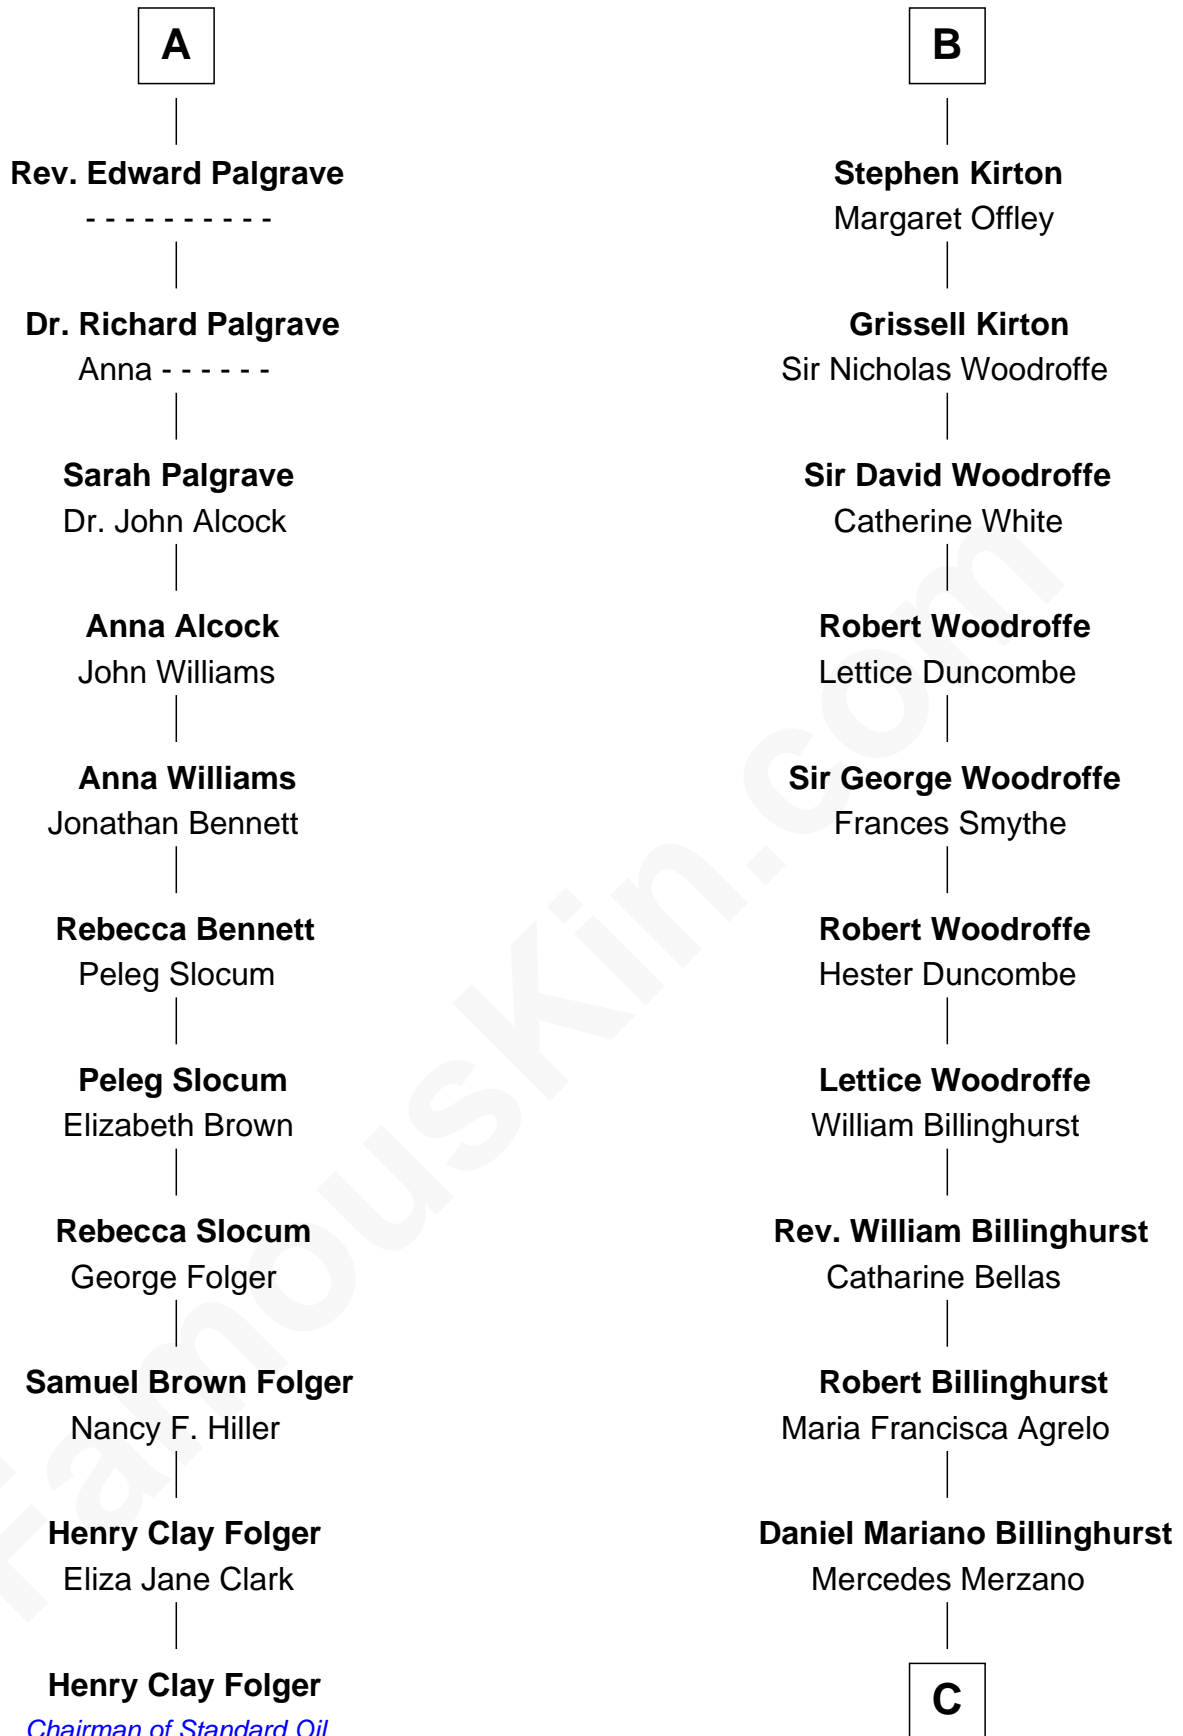 A
Rev. Edward Palgrave
- - - - - - - - - -
Dr. Richard Palgrave
Anna - - - - - -
Sarah Palgrave
Dr. John Alcock
Anna Alcock
John Williams
Anna Williams
Jonathan Bennett
Rebecca Bennett
Peleg Slocum
Peleg Slocum
Elizabeth Brown
Rebecca Slocum
George Folger
Samuel Brown Folger
Nancy F. Hiller
Henry Clay Folger
Eliza Jane Clark
Henry Clay Folger
Chairman of Standard Oil
B
Stephen Kirton
Margaret Offley
Grissell Kirton
Sir Nicholas Woodroffe
Sir David Woodroffe
Catherine White
Robert Woodroffe
Lettice Duncombe
Sir George Woodroffe
Frances Smythe
Robert Woodroffe
Hester Duncombe
Lettice Woodroffe
William Billinghurst
Rev. William Billinghurst
Catharine Bellas
Robert Billinghurst
Maria Francisca Agrelo
Daniel Mariano Billinghurst
Mercedes Merzano
C
FamousKin.com